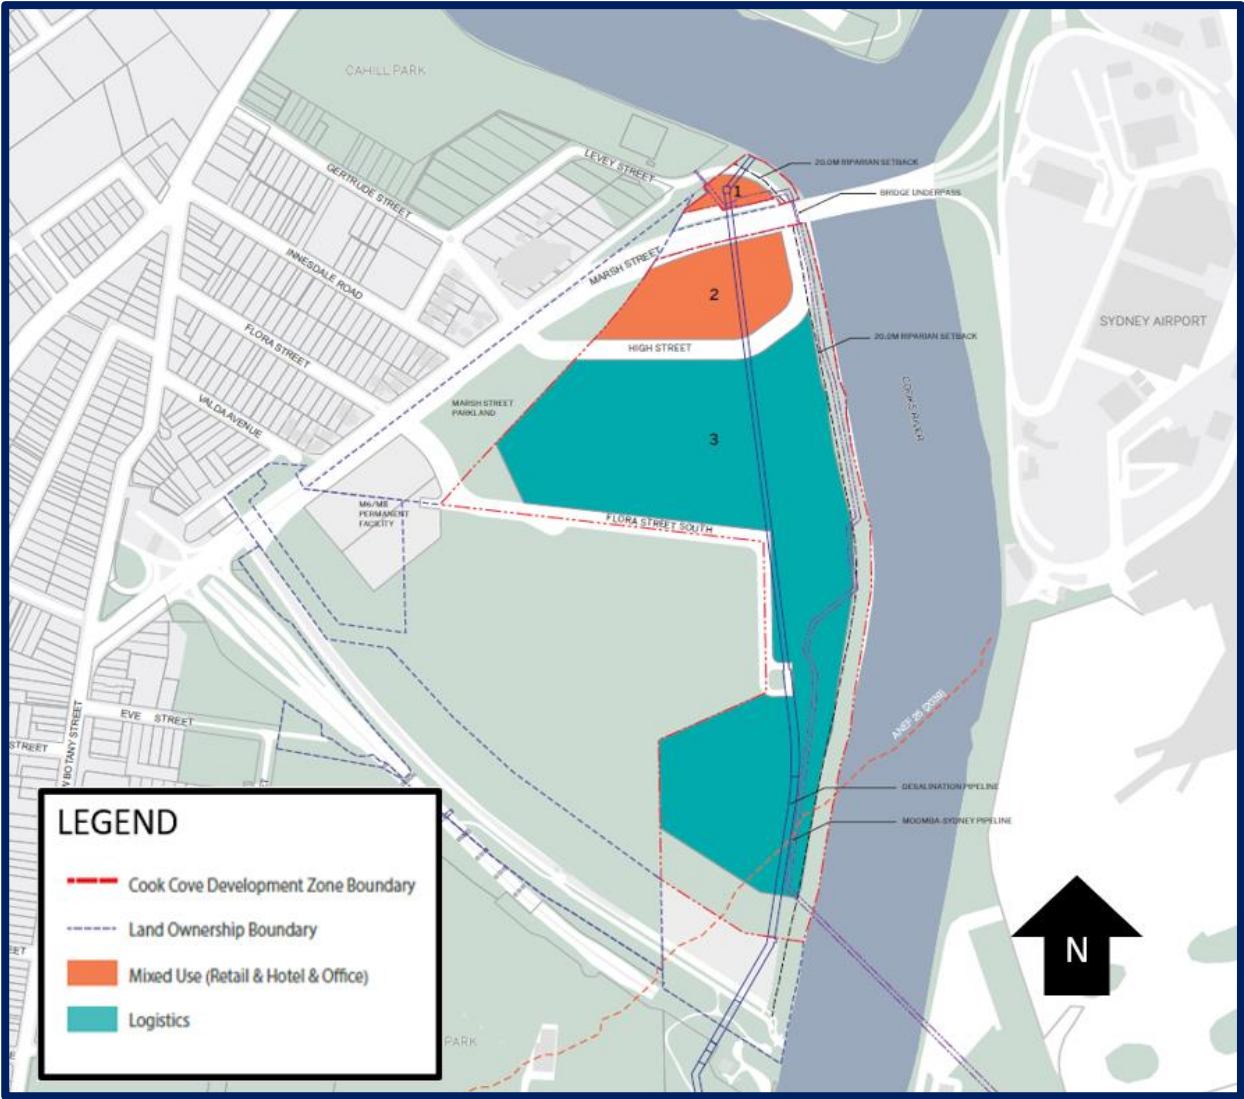 CAHILL PARK
LEVEY STREET
GERTRUDE STREET
20.0M RIPARIAN SETBACK
1
BRIDGE UNDERPASS
INNESDALE ROAD
MARSH STREET
2
SYDNEY AIRPORT
FLORA STREET
HIGH STREET
20.0M RIPARIAN SETBACK
VALDA AVENUE
MARSH STREET
PARKLAND
COOKS RIVER
3
M6/M8
PERMANENT
FACILITY
FLORA STREET SOUTH
ANEF 25 (2039)
EVE STREET
STREET
W BOTANY STREET
ET
DESALINATION PIPELINE
MOOMBA-SYDNEY PIPELINE
LEGEND
Cook Cove Development Zone Boundary
Land Ownership Boundary
Mixed Use (Retail & Hotel & Office)
Logistics
EET
PARK
N